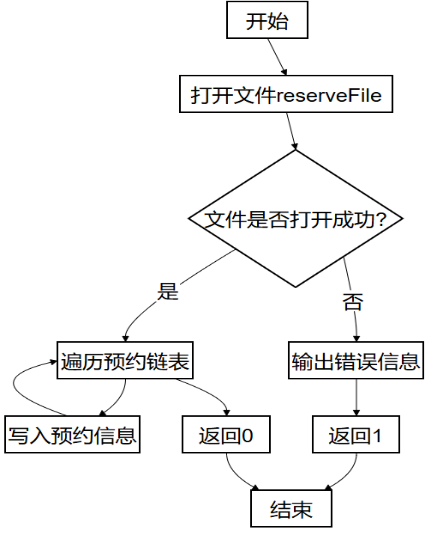 开始
打开文件reserveFile
文件是否打开成功?
是
否
遍历预约链表
输出错误信息
写入预约信息
返回0
返回1
结束